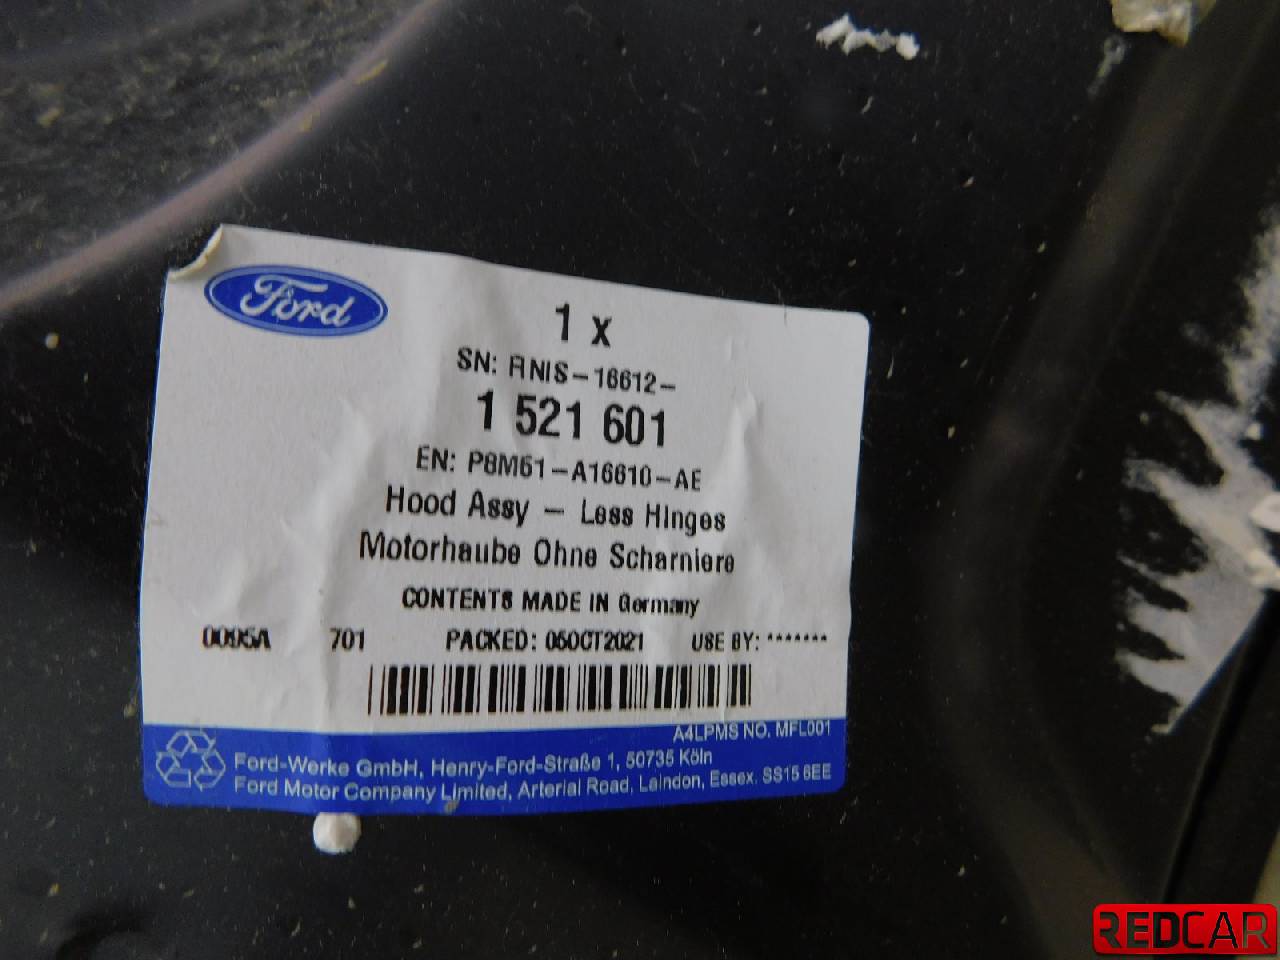 Ford
1 x
SN: FINIS-16612-
1 521 601
EN: P8M51-A16610-AE
Hood Assy - Less Hinges
Motorhaube Ohne Scharniere
CONTENTS MADE IN Germany
0095A 701 PACKED: 05OCT2021 USE BY: *******
A4LPMS NO. MFL001
Ford-Werke GmbH, Henry-Ford-Straße 1, 50735 Köln
Ford Motor Company Limited, Arterial Road, Laindon, Essex. SS15 6EE
REDCAR